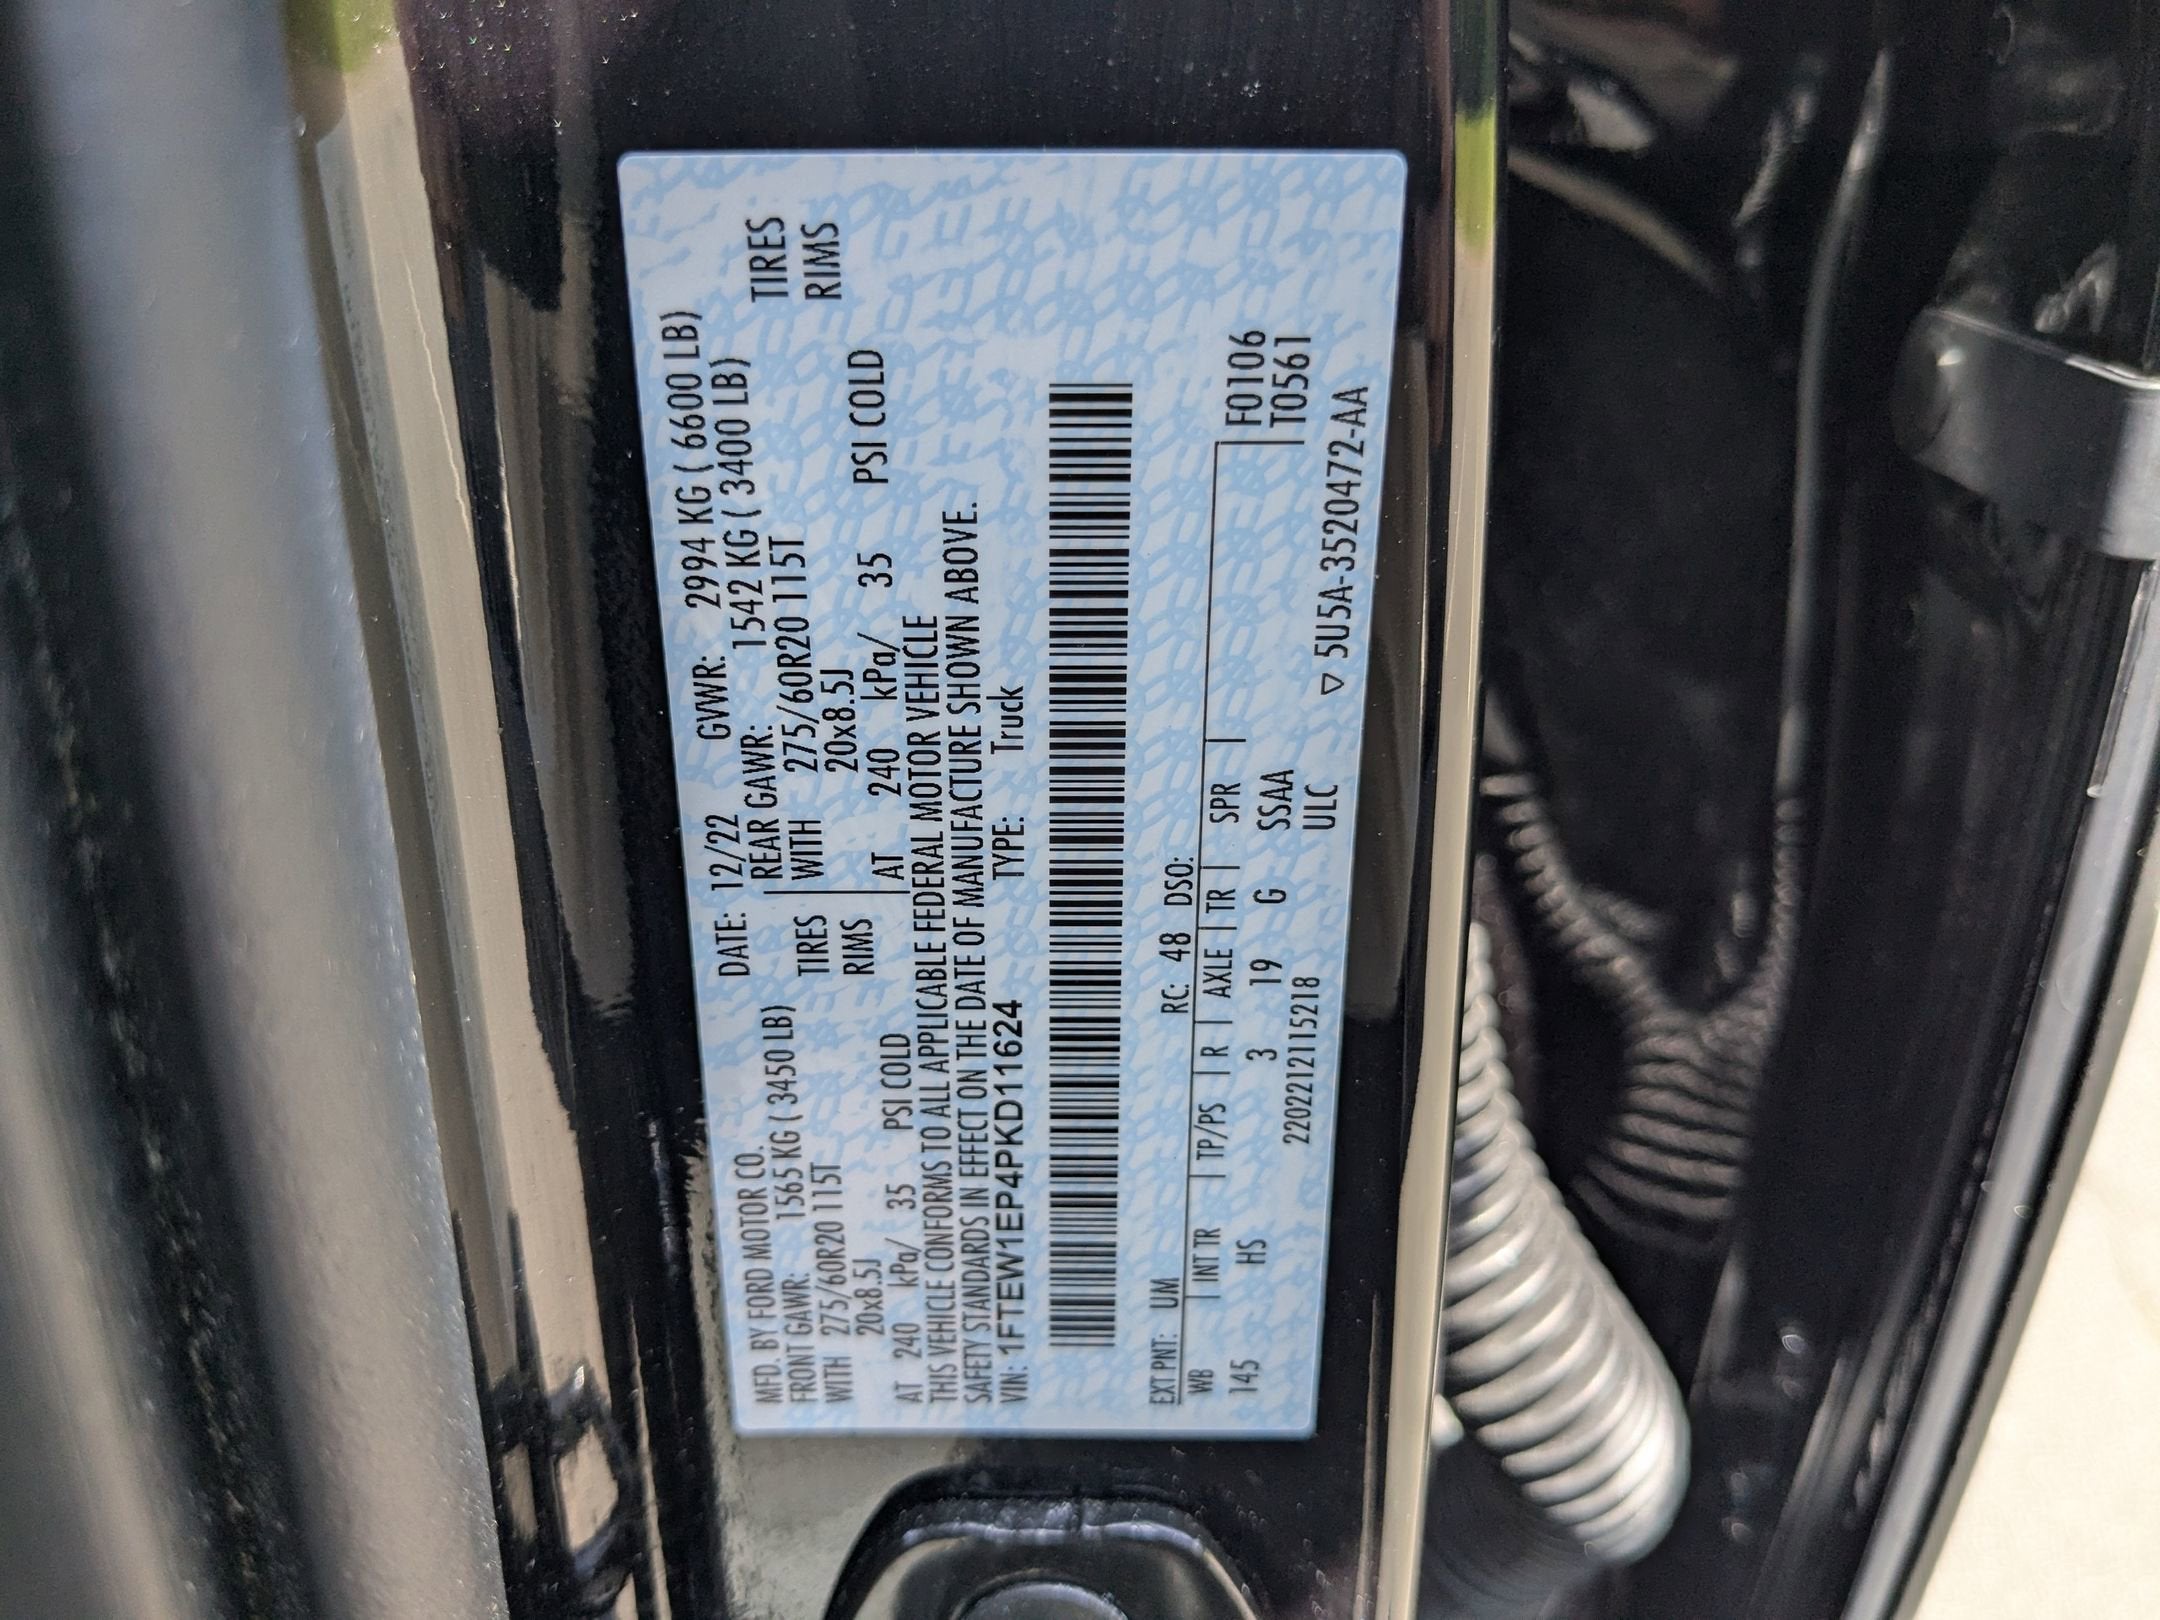 MFD. BY FORD MOTOR CO. DATE: 12/22 GVWR: 2994 KG ( 6600 LB)
FRONT GAWR: 1565 KG ( 3450 LB) REAR GAWR: 1542 KG ( 3400 LB)
WITH 275/60R20 115T TIRES WITH 275/60R20 115T TIRES
20x8.5J RIMS 20x8.5J RIMS
AT 240 kPa/ 35 PSI COLD AT 240 kPa/ 35 PSI COLD
THIS VEHICLE CONFORMS TO ALL APPLICABLE FEDERAL MOTOR VEHICLE
SAFETY STANDARDS IN EFFECT ON THE DATE OF MANUFACTURE SHOWN ABOVE.
VIN: 1FTEW1EP4PKD11624 TYPE: Truck
EXT PNT: UM RC: 48 DSO:
WB | INT TR | TP/PS | R | AXLE | TR | SPR | F0106
145 HS 3 19 G SSAA T0561
220221211521​8 ULC ▽ 5U5A-3520472-AA